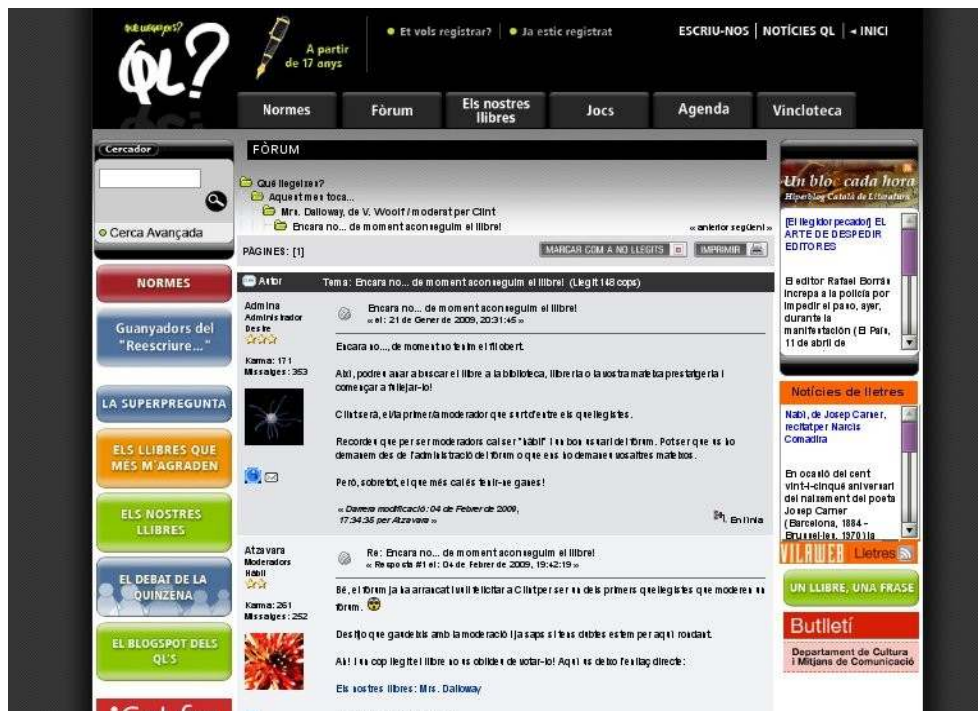 què llegeixes?
QL?
A partir
de 17 anys
Et vols registrar? | Ja estic registrat
ESCRIU-NOS | NOTÍCIES QL | INICI
Normes
Fòrum
Els nostres
llibres
Jocs
Agenda
Vincloteca
Cercador
Cerca Avançada
NORMES
Guanyadors del
"Reescriure..."
LA SUPERPREGUNTA
ELS LLIBRES QUE
MÉS M'AGRADEN
ELS NOSTRES
LLIBRES
EL DEBAT DE LA
QUINZENA
EL BLOGSPOT DELS
QL'S
FÒRUM
Què llegeixes?
Aquest mes toca...
Mrs. Dalloway, de V. Woolf / moderat per Clint
Encara no... de moment aconseguim el llibre!
« anterior següent »
PÀGINES: [1]
MARCAR COM A NO LLEGITS
IMPRIMIR
Autor
Tema: Encara no... de moment aconseguim el llibre! (Llegit 148 cops)
Admina
Administrador
Desire
Karma: 171
Missatges: 353
Encara no... de moment aconseguim el llibre!
« el: 21 de Gener de 2009, 20:31:45 »
Encara no..., de moment no tenim el fil obert.
Així, podreu anar a buscar el llibre a la biblioteca, llibreria o la vostra mateixa prestatgeria i
començar a fullejar-lo!
Clint serà, el/la primer/a moderador que surt d'entre els quellegistes.
Recordeu que per ser moderadors cal ser "hàbil" i un bon usuari del fòrum. Potser que us ho
demanem des de l'administració del fòrum o que ens ho demaneu vosaltres mateixos.
Però, sobretot, el que més cal és tenir-ne ganes!
« Darrera modificació: 04 de Febrer de 2009,
17:34:35 per Atzavara »
En línia
Atzavara
Moderadors
Hàbil
Karma: 261
Missatges: 252
Re: Encara no... de moment aconseguim el llibre!
« Resposta #1 el: 04 de Febrer de 2009, 19:42:19 »
Bé, el fòrum ja ha arrencat i vull felicitar a Clint per ser un dels primers quellegistes que moderen un
fòrum.
Desitjo que gaudeixis amb la moderació i ja saps si tens dubtes estem per aquí rondant.
Ah! I un cop llegit el llibre no us oblideu de votar-lo! Aquí us deixo l'enllaç directe:
Els nostres llibres: Mrs. Dalloway
Un bloc cada hora
Hiperblog Català de Literatura
[El llegidor pecador] EL
ARTE DE DESPEDIR
EDITORES
El editor Rafael Borràs
increpa a la policía por
impedir el paso, ayer,
durante la
manifestación (El País,
11 de abril de
Notícies de lletres
Nabí, de Josep Carner,
recitat per Narcís
Comadira
En ocasió del cent
vint-i-cinquè aniversari
del naixement del poeta
Josep Carner
(Barcelona, 1884 -
Brussel·les, 1970) la
VILAWEB Lletres
UN LLIBRE, UNA FRASE
Butlletí
Departament de Cultura
i Mitjans de Comunicació